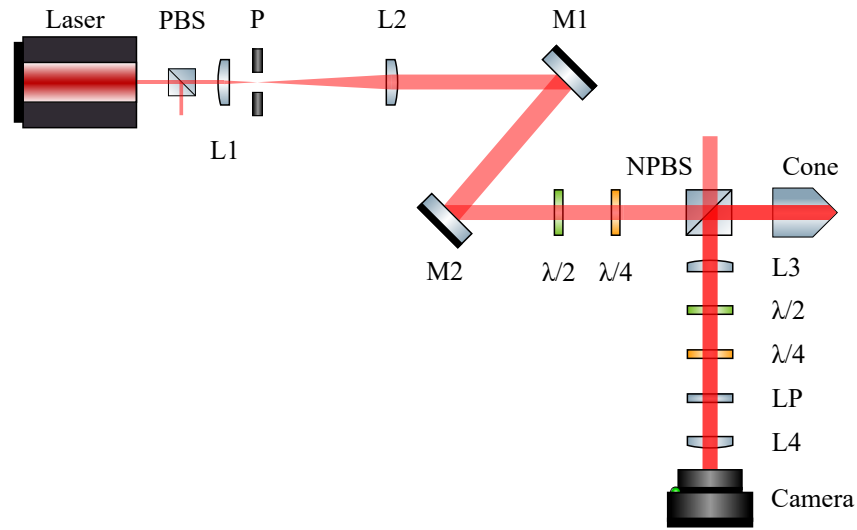 Laser
PBS
P
L2
M1
L1
NPBS
Cone
M2
λ/2
λ/4
L3
λ/2
λ/4
LP
L4
Camera